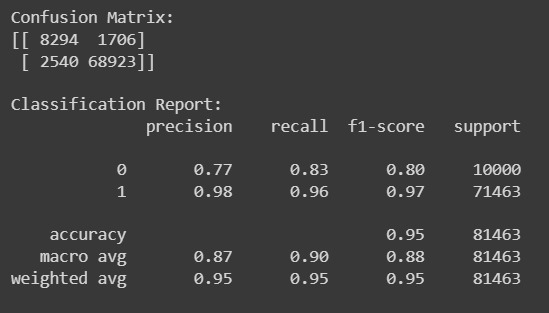 Confusion Matrix:
[[ 8294  1706]
 [ 2540 68923]]
Classification Report:
              precision    recall  f1-score   support
           0       0.77      0.83      0.80     10000
           1       0.98      0.96      0.97     71463
    accuracy                           0.95     81463
   macro avg       0.87      0.90      0.88     81463
weighted avg       0.95      0.95      0.95     81463